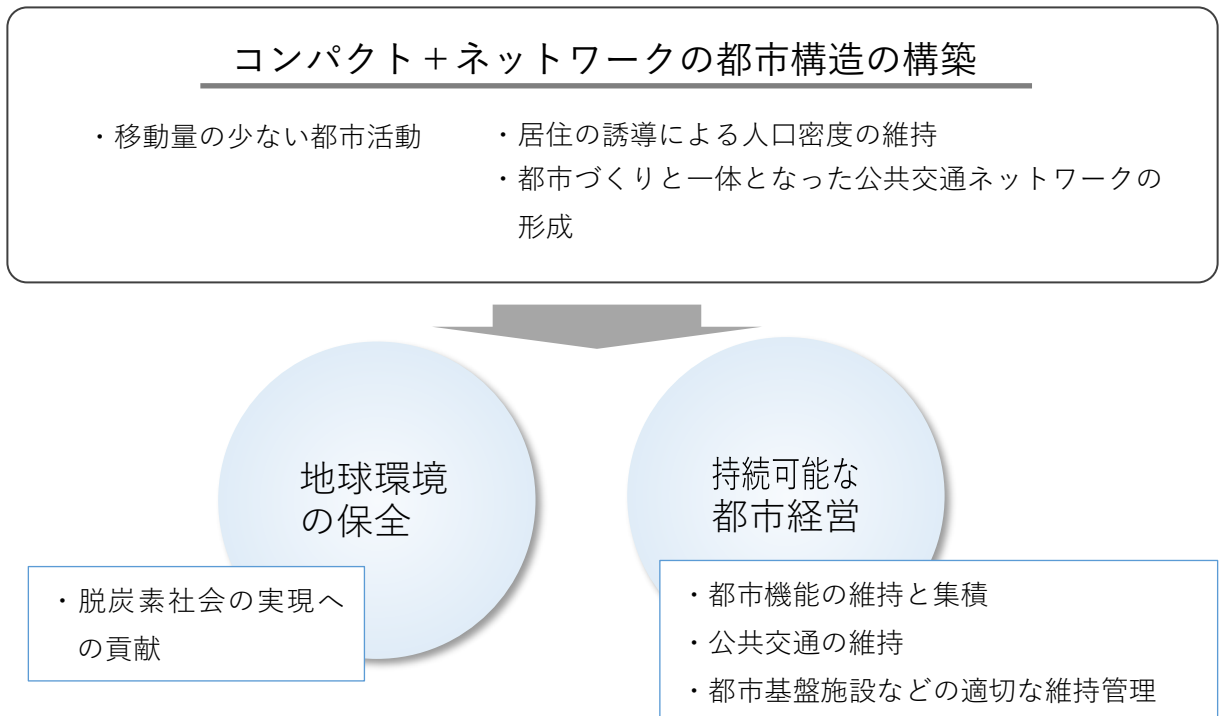 コンパクト＋ネットワークの都市構造の構築
・移動量の少ない都市活動
・居住の誘導による人口密度の維持
・都市づくりと一体となった公共交通ネットワークの
形成
地球環境
の保全
・脱炭素社会の実現へ
の貢献
持続可能な
都市経営
・都市機能の維持と集積
・公共交通の維持
・都市基盤施設などの適切な維持管理